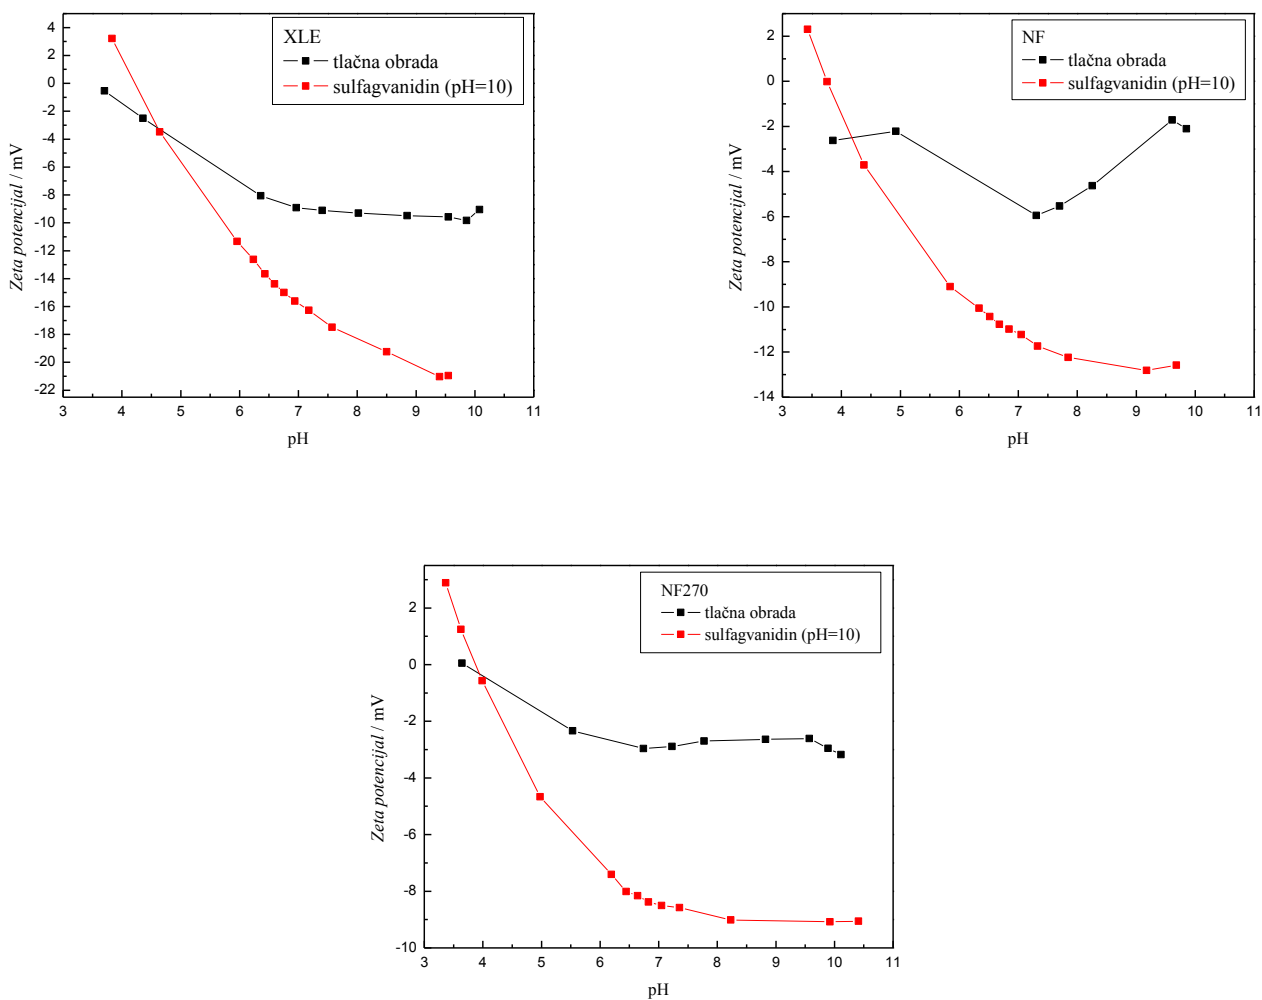 XLE
tlačna obrada
sulfagvanidin (pH=10)
4
2
0
-2
-4
-6
-8
-10
-12
-14
-16
-18
-20
-22
Zeta potencijal / mV
3 4 5 6 7 8 9 10 11
pH
NF
tlačna obrada
sulfagvanidin (pH=10)
2
0
-2
-4
-6
-8
-10
-12
-14
Zeta potencijal / mV
3 4 5 6 7 8 9 10 11
pH
NF270
tlačna obrada
sulfagvanidin (pH=10)
2
0
-2
-4
-6
-8
-10
Zeta potencijal / mV
3 4 5 6 7 8 9 10 11
pH